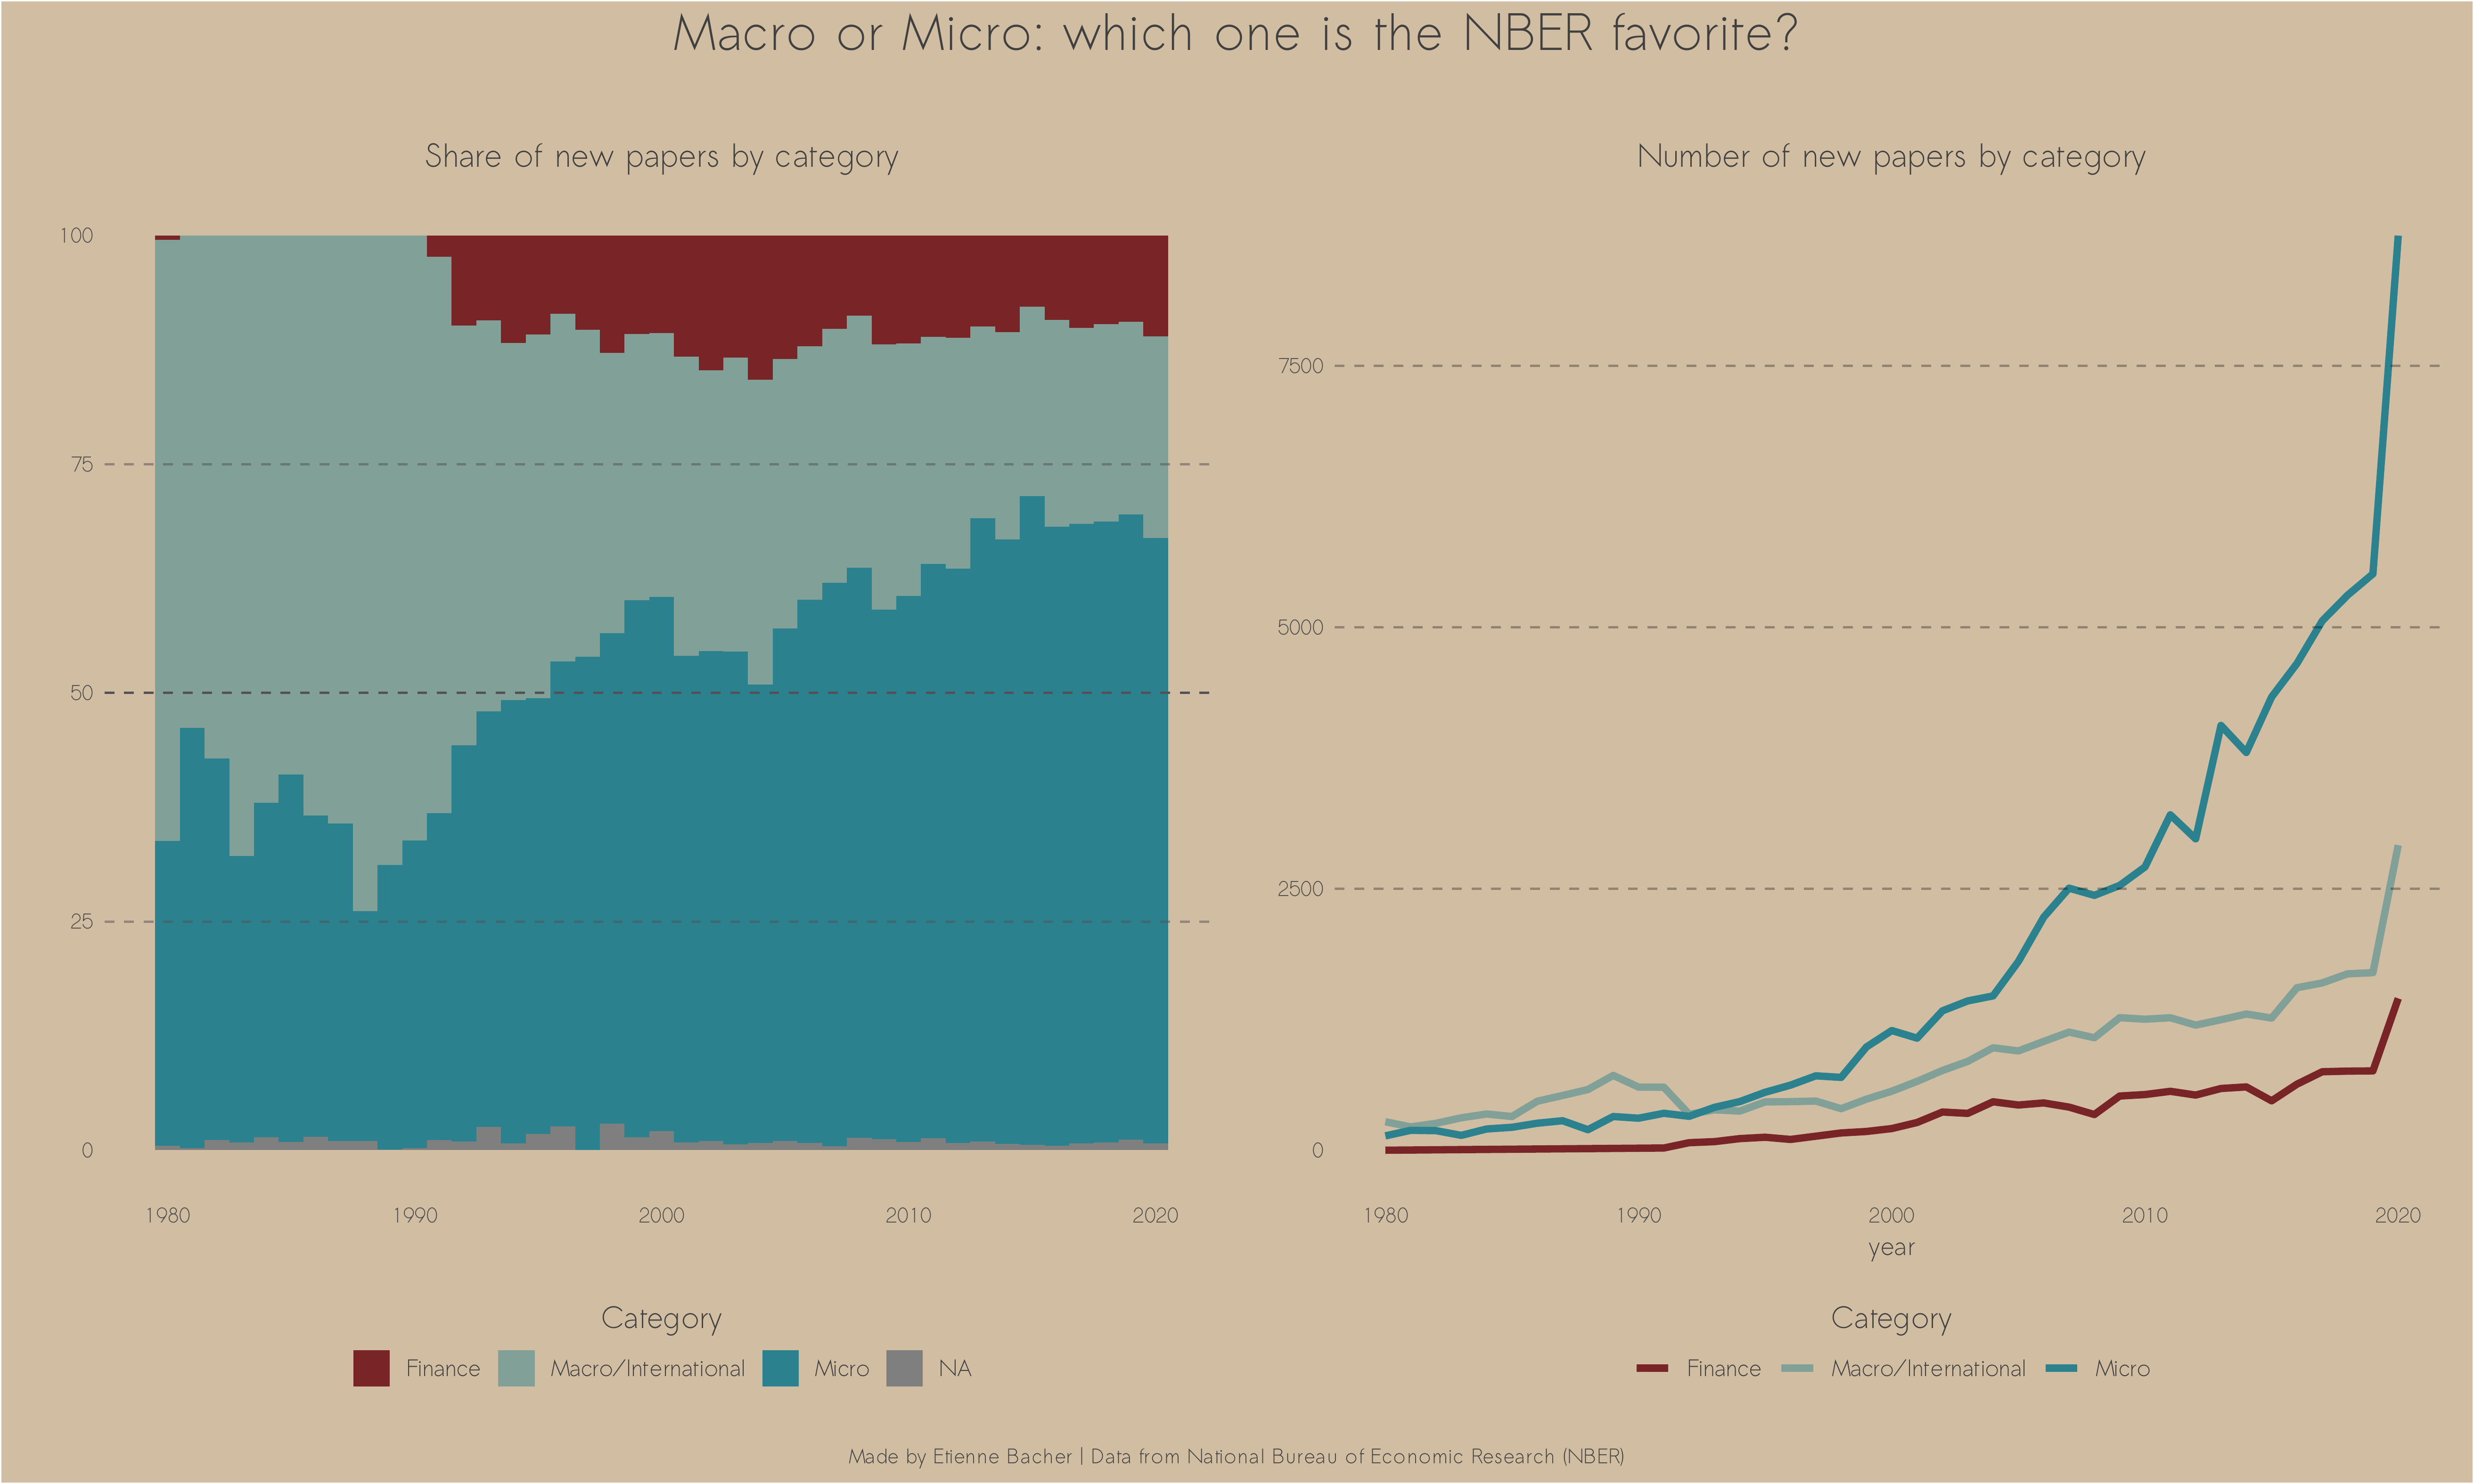 Macro or Micro: which one is the NBER favorite?
Share of new papers by category
100
75
50
25
0
1980 1990 2000 2010 2020
Category
Finance Macro/International Micro NA
Number of new papers by category
7500
5000
2500
0
1980 1990 2000 2010 2020
year
Category
Finance Macro/International Micro
Made by Etienne Bacher | Data from National Bureau of Economic Research (NBER)